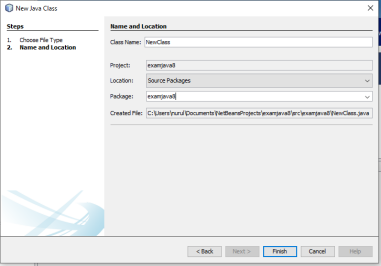 New Java Class
Steps
1. Choose File Type
2. Name and Location
Name and Location
Class Name: NewClass
Project: examjava8
Location: Source Packages
Package: examjava8
Created File: C:\Users\nurul\Documents\NetBeansProjects\examjava8\src\examjava8\NewClass.java
< Back
Next >
Finish
Cancel
Help